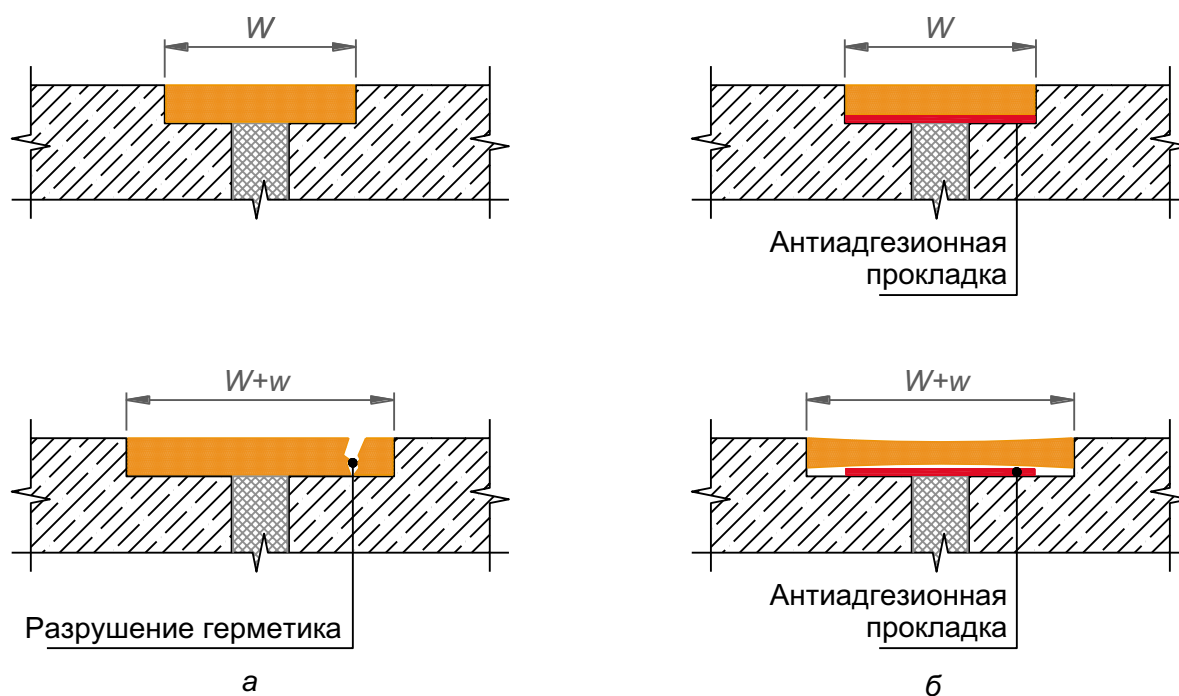 W
W
Антиадгезионная
прокладка
W+w
W+w
Разрушение герметика
Антиадгезионная
прокладка
а
б